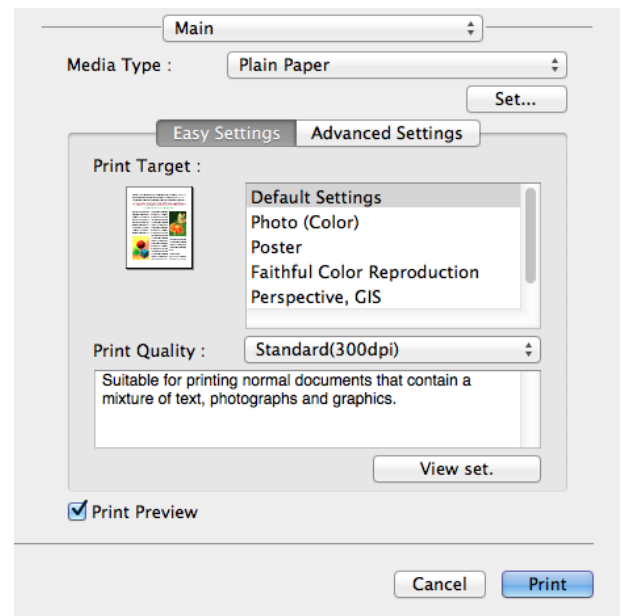 Main
Media Type : Plain Paper
Set...
Easy Settings Advanced Settings
Print Target :
Default Settings
Photo (Color)
Poster
Faithful Color Reproduction
Perspective, GIS
Print Quality : Standard(300dpi)
Suitable for printing normal documents that contain a
mixture of text, photographs and graphics.
View set.
Print Preview
Cancel Print